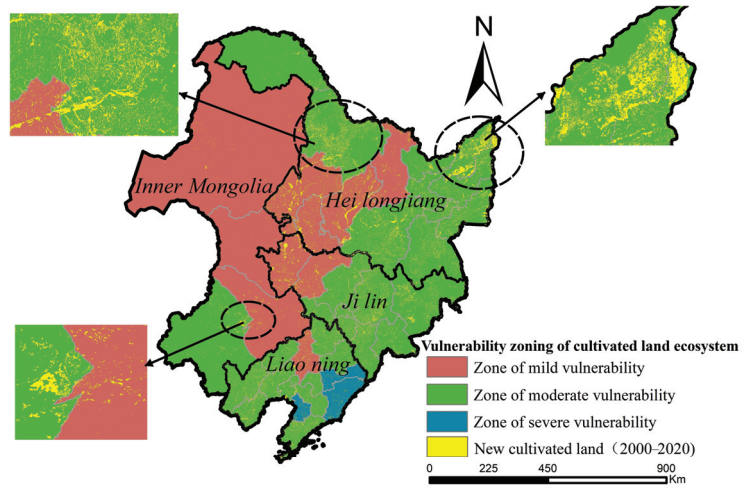 N
Inner Mongolia
Hei longjiang
Ji lin
Liao ning
Vulnerability zoning of cultivated land ecosystem
Zone of mild vulnerability
Zone of moderate vulnerability
Zone of severe vulnerability
New cultivated land（2000–2020)
0 225 450 900
Km